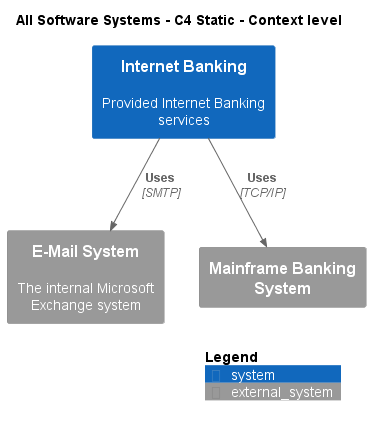 All Software Systems - C4 Static - Context level
Internet Banking
Provided Internet Banking
services
Uses
[SMTP]
Uses
[TCP/IP]
E-Mail System
The internal Microsoft
Exchange system
Mainframe Banking
System
Legend
system
external_system